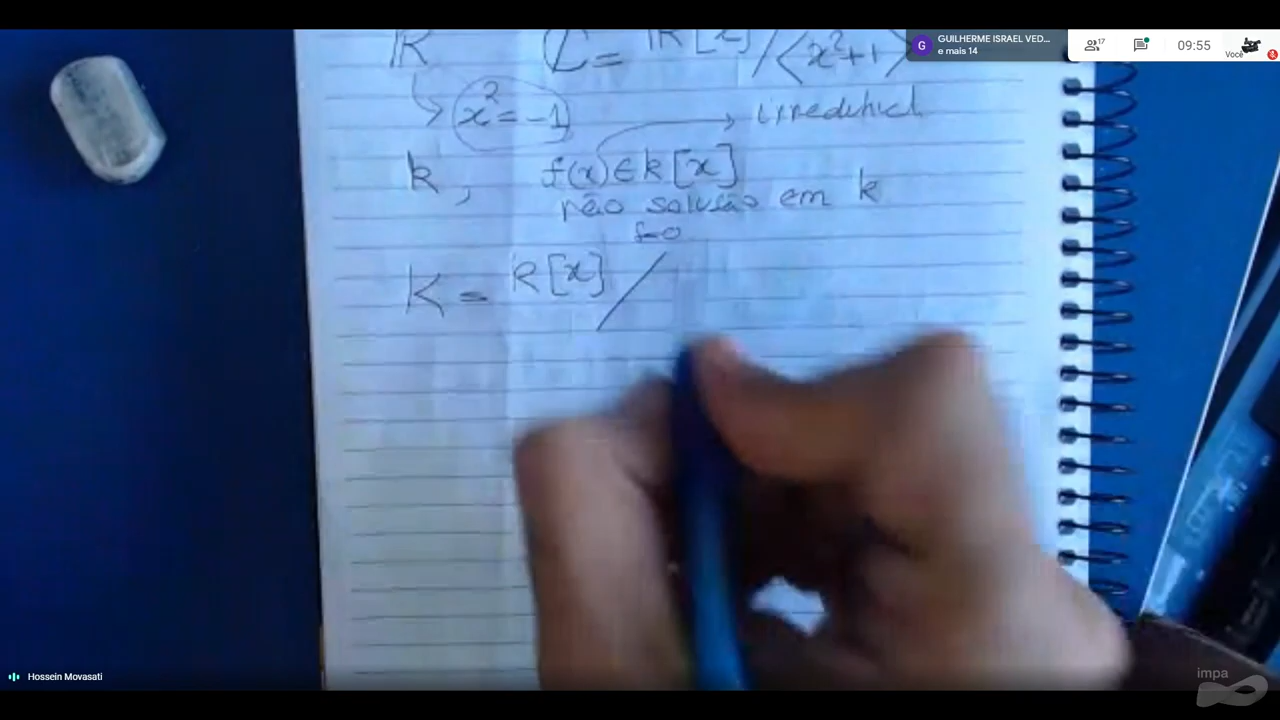 GUILHERME ISRAEL VED...
e mais 14
17
09:55
Você
G
ℝ ℂ = ℝ[x]/<x²+1>
x² = -1 → irreduhicl
k, f(x) ∈ k[x]
não solução em k
f=0
K = k[x] /
Hossein Movasati
impa